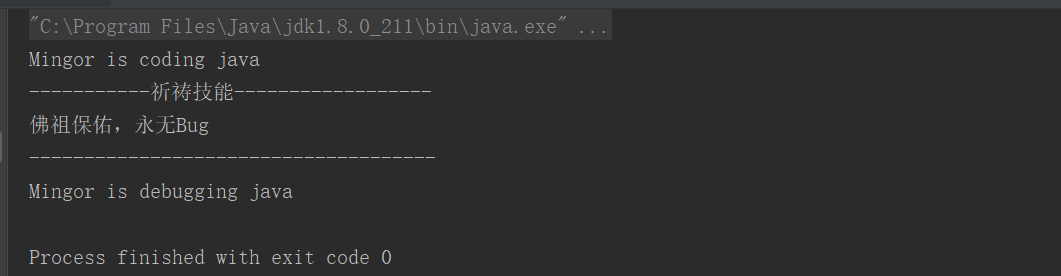 "C:\Program Files\Java\jdk1.8.0_211\bin\java.exe" ...
Mingor is coding java
-----------祈祷技能------------------
佛祖保佑，永无Bug
-------------------------------------
Mingor is debugging java
Process finished with exit code 0